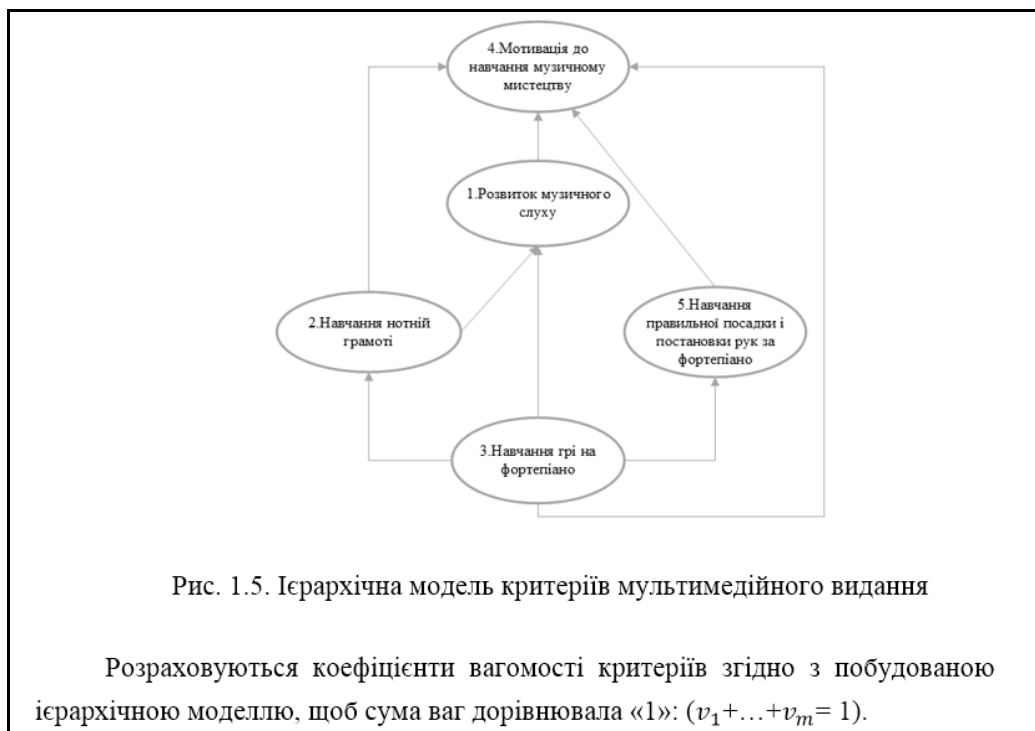 4.Мотивація до
навчання музичному
мистецтву
1.Розвиток музичного
слуху
2.Навчання нотній
грамоті
5.Навчання
правильної посадки і
постановки рук за
фортепіано
3.Навчання грі на
фортепіано
Рис. 1.5. Ієрархічна модель критеріїв мультимедійного видання
Розраховуються коефіцієнти вагомості критеріїв згідно з побудованою
ієрархічною моделлю, щоб сума ваг дорівнювала «1»: (v₁+…+vₘ= 1).